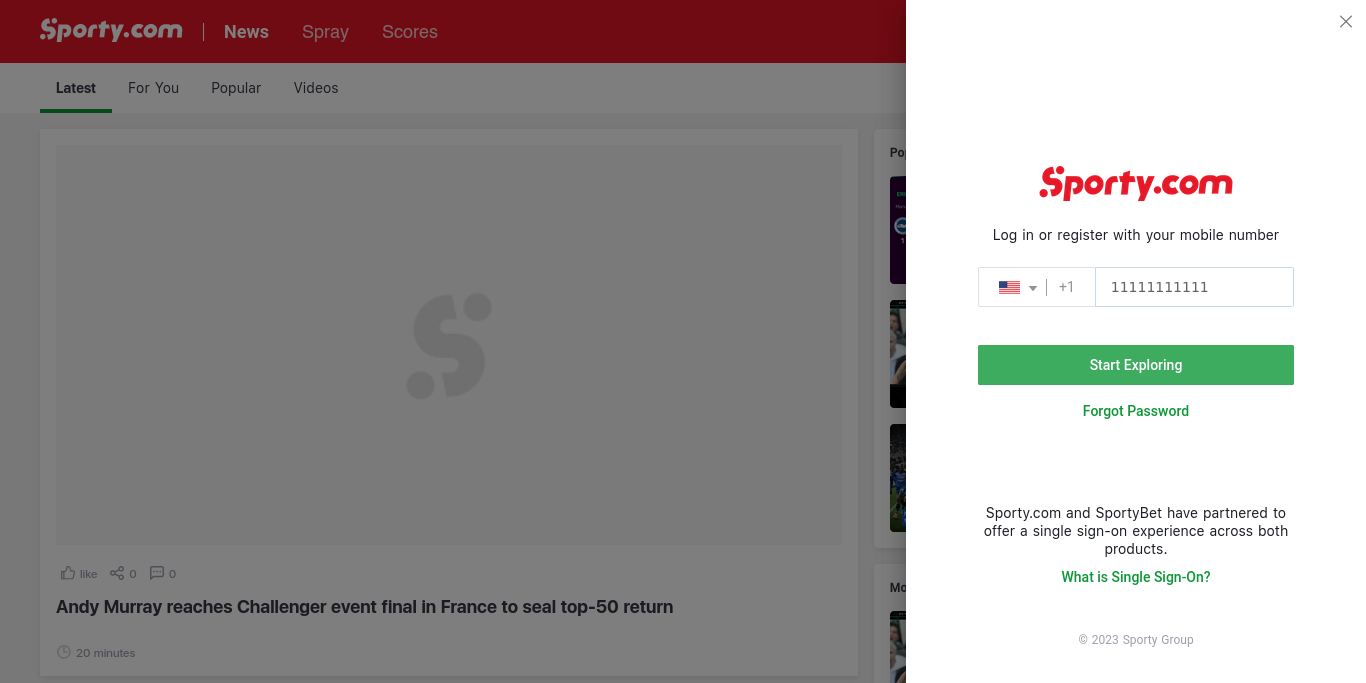 Sporty.com
News
Spray
Scores
Latest
For You
Popular
Videos
like
0
0
Andy Murray reaches Challenger event final in France to seal top-50 return
20 minutes
Sporty.com
Log in or register with your mobile number
+1
11111111111
Start Exploring
Forgot Password
Sporty.com and SportyBet have partnered to
offer a single sign-on experience across both
products.
What is Single Sign-On?
© 2023 Sporty Group